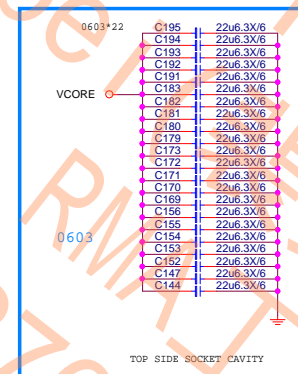 0603*22
C195 22u6.3X/6
C194 22u6.3X/6
C193 22u6.3X/6
C192 22u6.3X/6
C191 22u6.3X/6
C183 22u6.3X/6
VCORE
C182 22u6.3X/6
C181 22u6.3X/6
C180 22u6.3X/6
C179 22u6.3X/6
C173 22u6.3X/6
C172 22u6.3X/6
C171 22u6.3X/6
C170 22u6.3X/6
C169 22u6.3X/6
C156 22u6.3X/6
C155 22u6.3X/6
0603
C154 22u6.3X/6
C153 22u6.3X/6
C152 22u6.3X/6
C147 22u6.3X/6
C144 22u6.3X/6
TOP SIDE SOCKET CAVITY